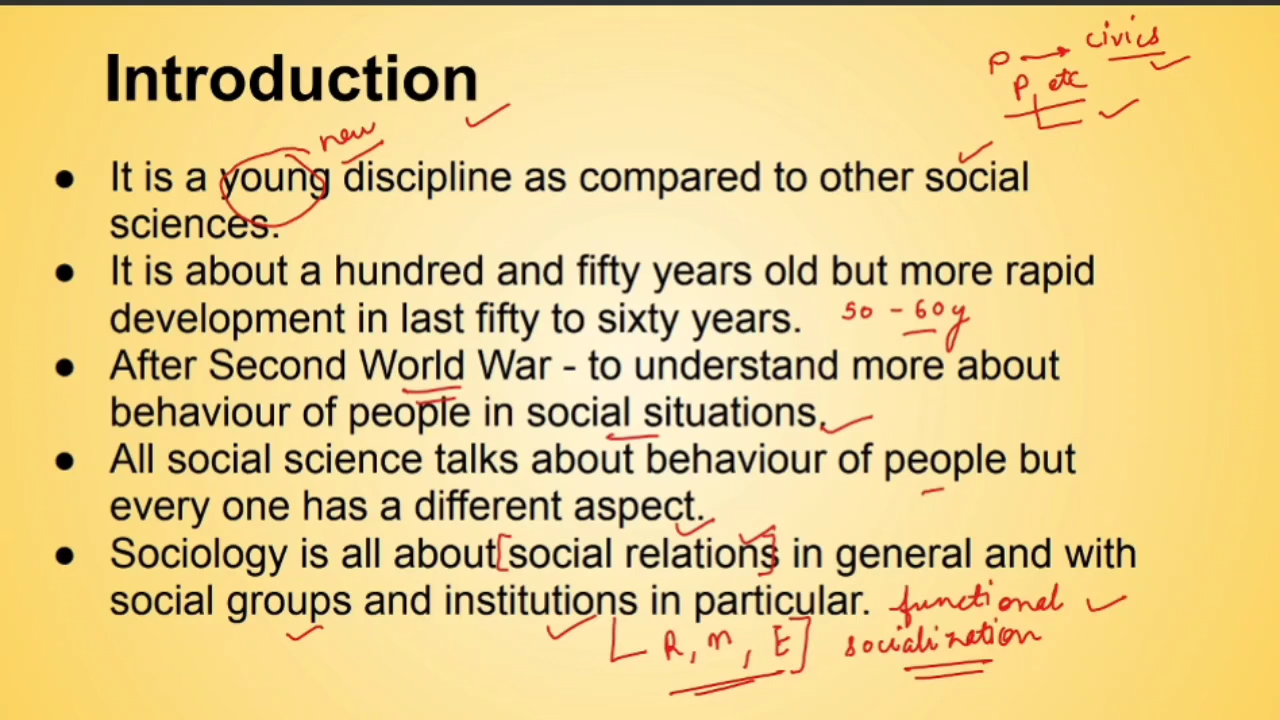 Introduction
P → civics
P, etc
new
● It is a young discipline as compared to other social
sciences.
● It is about a hundred and fifty years old but more rapid
development in last fifty to sixty years. 50 - 60y
● After Second World War - to understand more about
behaviour of people in social situations.
● All social science talks about behaviour of people but
every one has a different aspect.
● Sociology is all about [social relations] in general and with
social groups and institutions in particular. functional
R, m, E] socialization